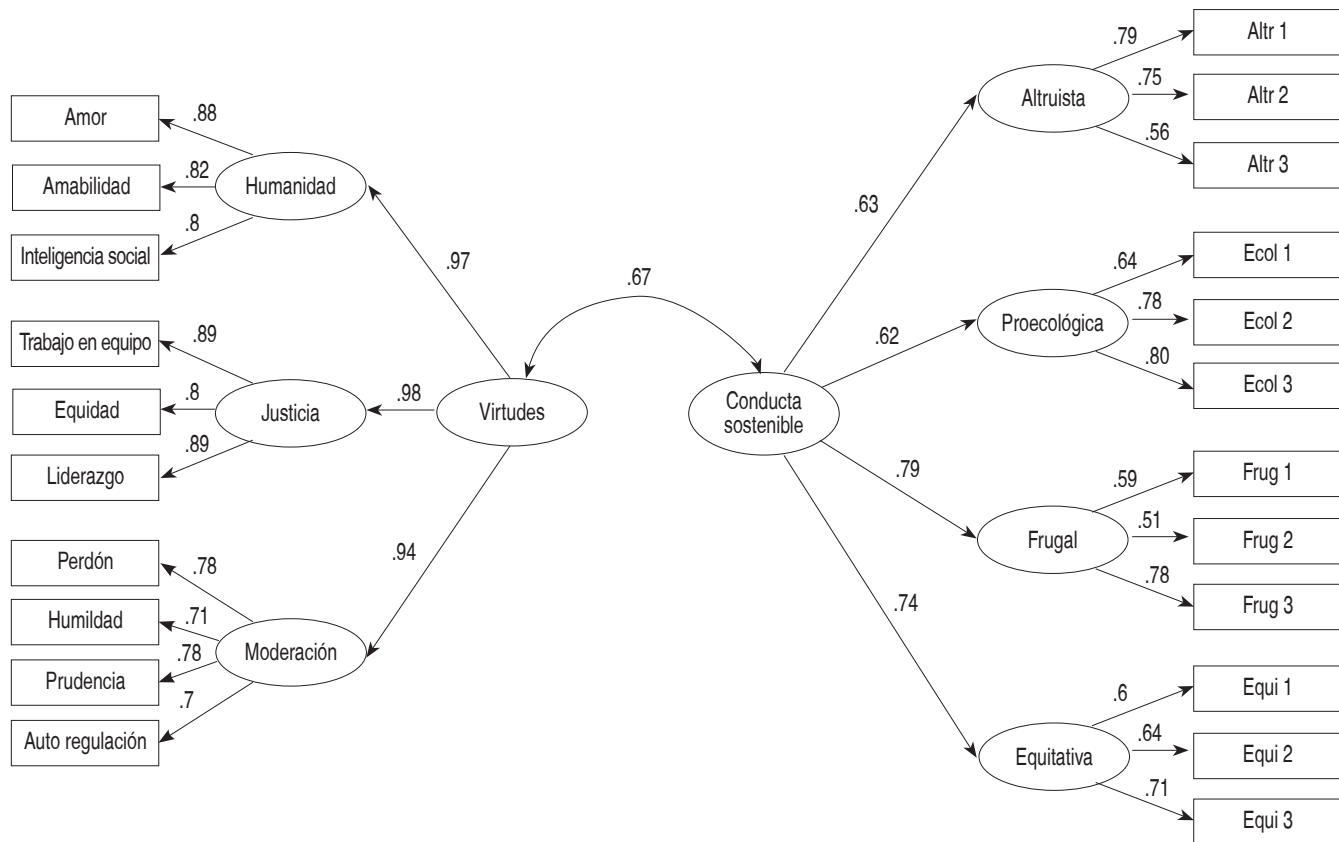 Amor
Amabilidad
Inteligencia social
.88
.82
.8
Humanidad
Trabajo en equipo
Equidad
Liderazgo
.89
.8
.89
Justicia
Perdón
Humildad
Prudencia
Auto regulación
.78
.71
.78
.7
Moderación
.97
.98
.94
Virtudes
.67
Conducta
sostenible
.63
.62
.79
.74
Altruista
.79
.75
.56
Altr 1
Altr 2
Altr 3
Proecológica
.64
.78
.80
Ecol 1
Ecol 2
Ecol 3
Frugal
.59
.51
.78
Frug 1
Frug 2
Frug 3
Equitativa
.6
.64
.71
Equi 1
Equi 2
Equi 3